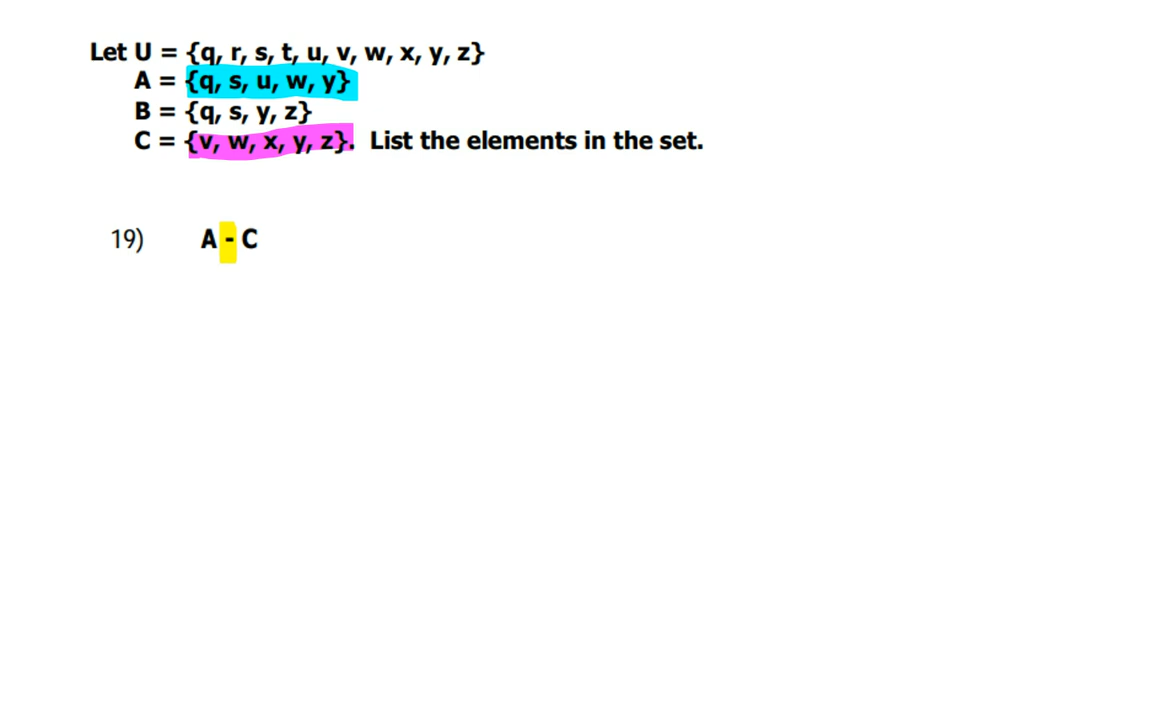 Let U = {q, r, s, t, u, v, w, x, y, z}
A = {q, s, u, w, y}
B = {q, s, y, z}
C = {v, w, x, y, z}. List the elements in the set.
19) A - C